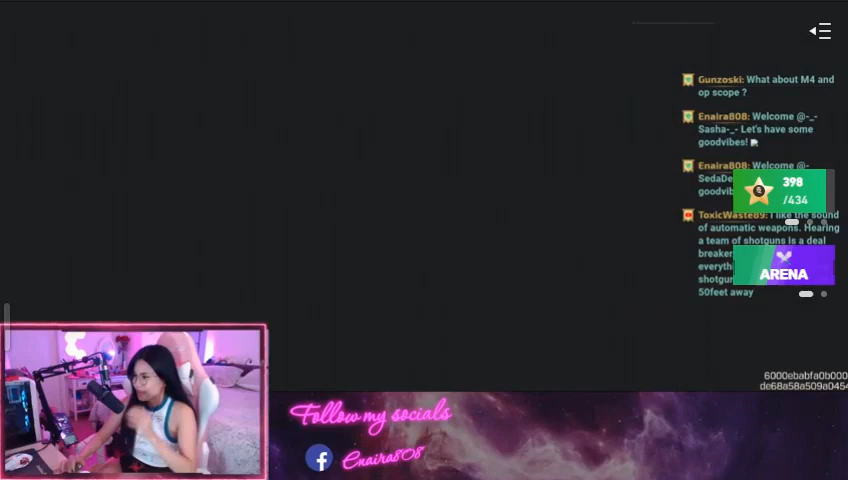 Gunzoski: What about M4 and
op scope ?
Enaira808: Welcome @-_-
Sasha-_- Let's have some
goodvibes!
Enaira808: Welcome @-
goodvib
398
/434
ToxicWaste89: I like the sound
of automatic weapons. Hearing
a team of shotguns is a deal
breaker
everythi
shotgun
50feet away
ARENA
6000ebabfa0b000
de68a58a509a0454
Follow my socials
Enaira808